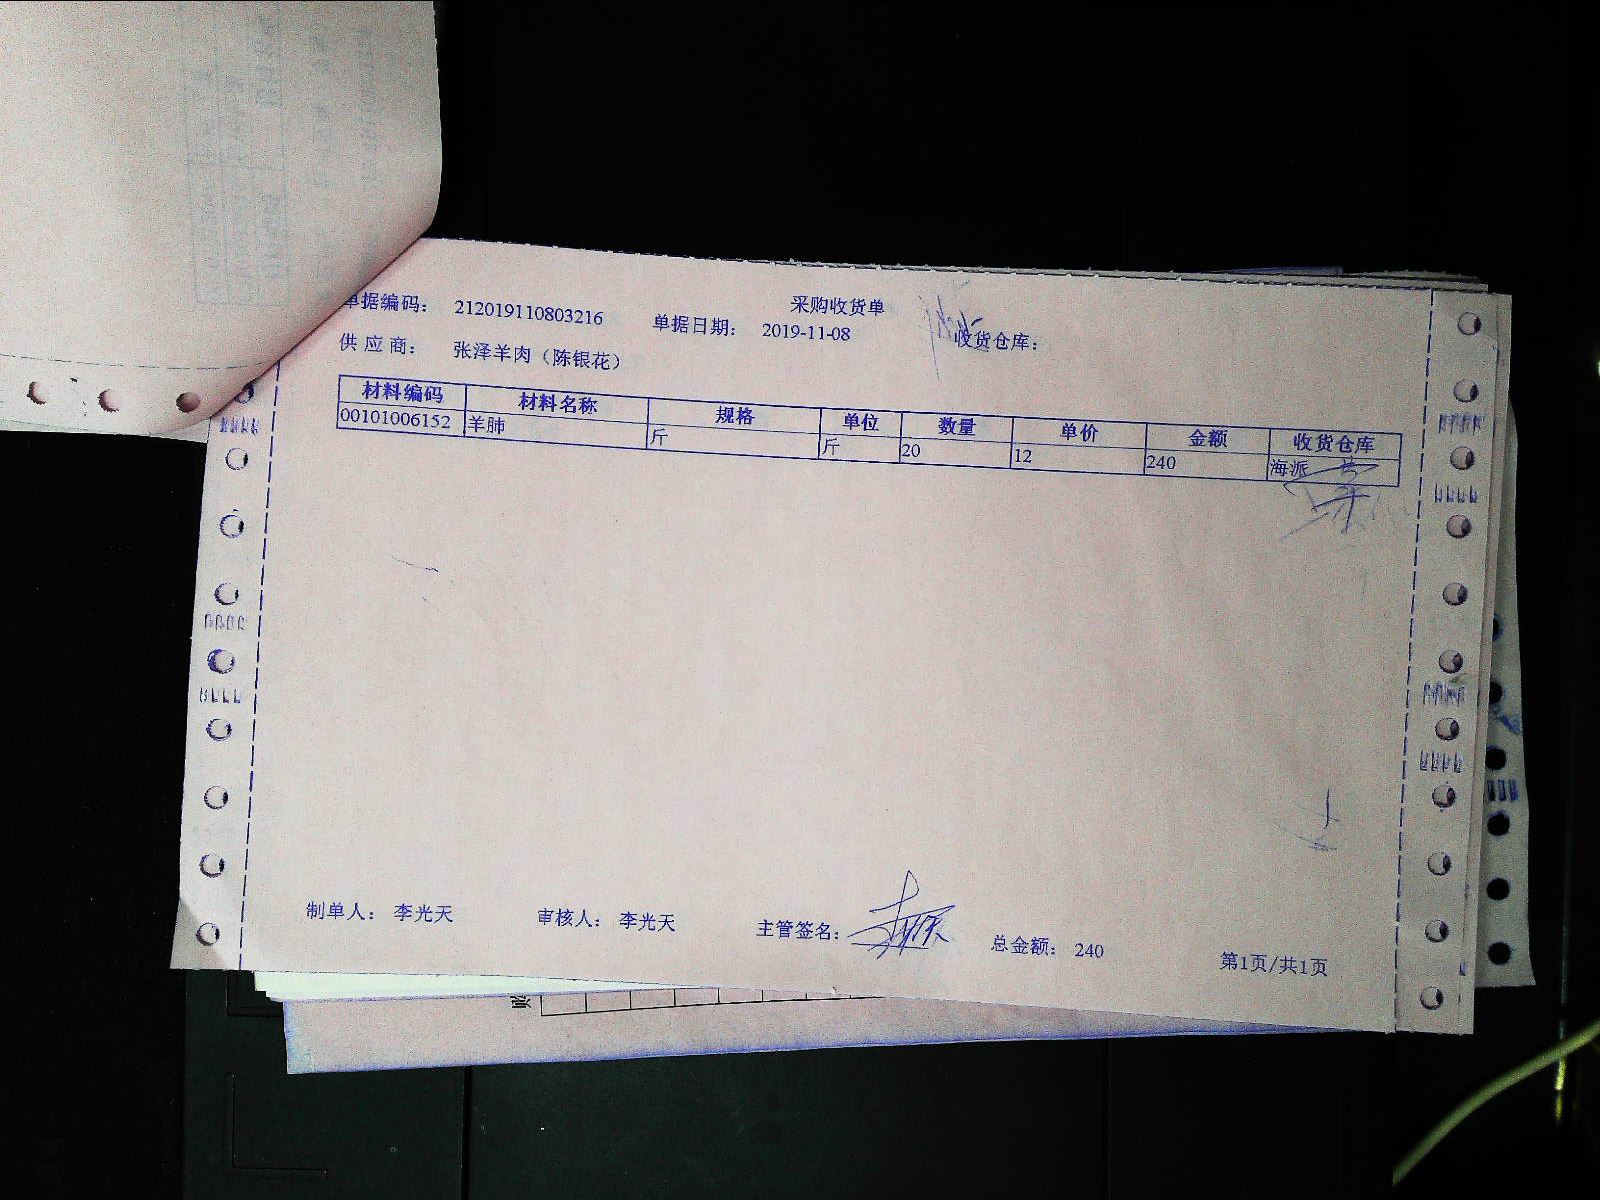 采购收货单
单据编码： 212019110803216 单据日期： 2019-11-08 收货仓库：
供应商： 张泽羊肉（陈银花）
材料编码 材料名称 规格 单位 数量 单价 金额 收货仓库
00101006152 羊肺 斤 斤 20 12 240 海派
制单人： 李光天 审核人： 李光天 主管签名： 总金额： 240
第1页/共1页